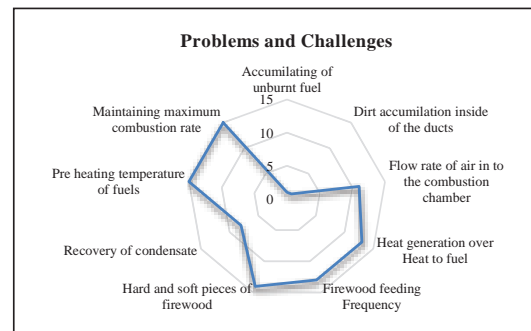 Problems and Challenges
Accumilating of
unburnt fuel
Dirt accumilation inside
of the ducts
Flow rate of air in to
the combustion
chamber
Heat generation over
Heat to fuel
Firewood feeding
Frequency
Hard and soft pieces of
firewood
Recovery of condensate
Pre heating temperature
of fuels
Maintaining maximum
combustion rate
15
10
5
0